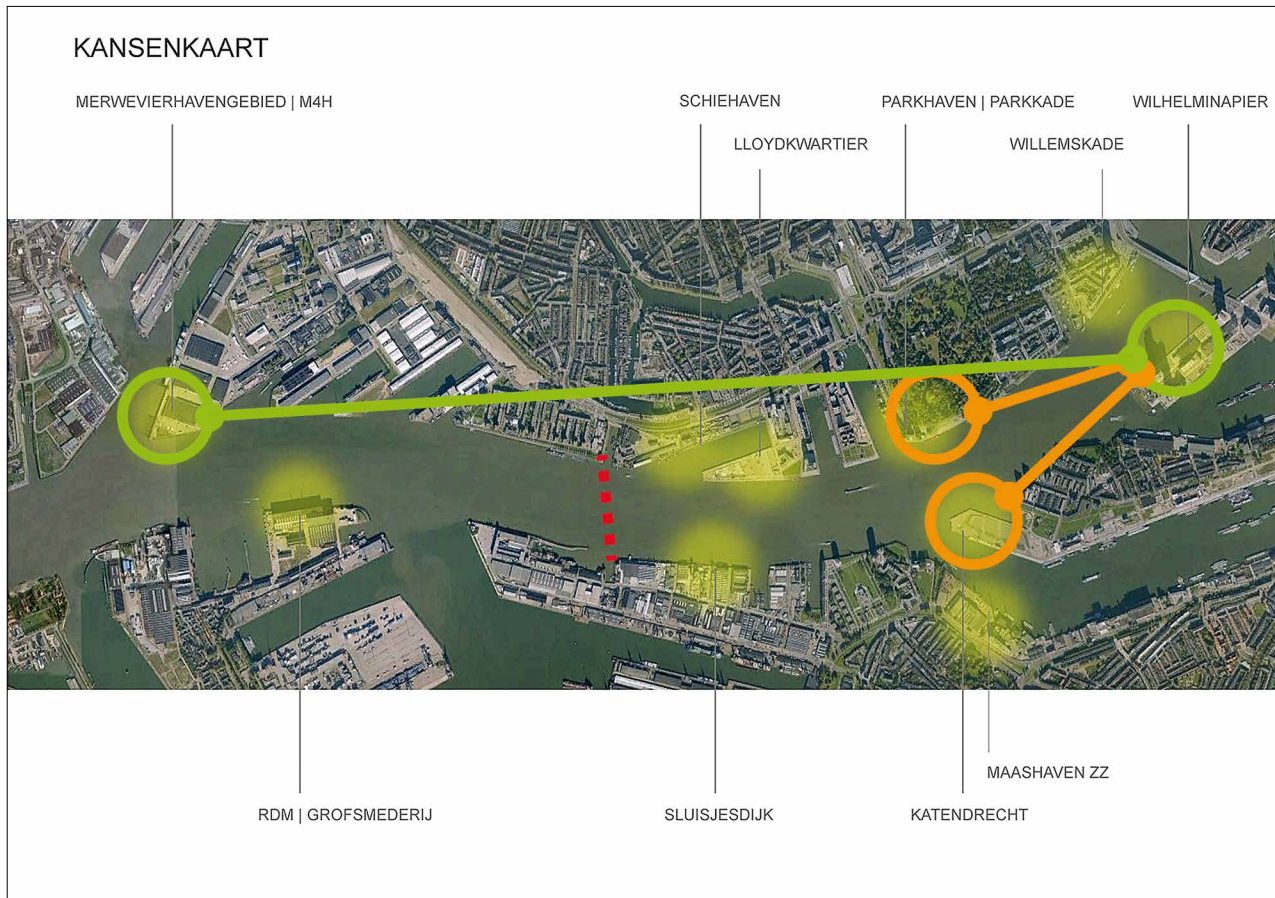 KANSENKAART
MERWEVIERHAVENGEBIED | M4H
SCHIEHAVEN
PARKHAVEN | PARKKADE
WILHELMINAPIER
LLOYDKWARTIER
WILLEMSKADE
MAASHAVEN ZZ
RDM | GROFSMEDERIJ
SLUISJESDIJK
KATENDRECHT